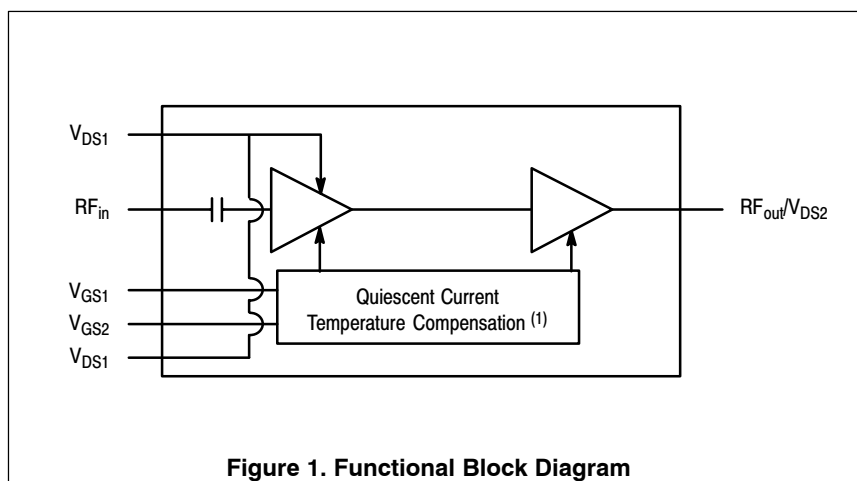 V_DS1
RF_in
V_GS1
V_GS2
V_DS1
Quiescent Current
Temperature Compensation (1)
RF_out/V_DS2
Figure 1. Functional Block Diagram